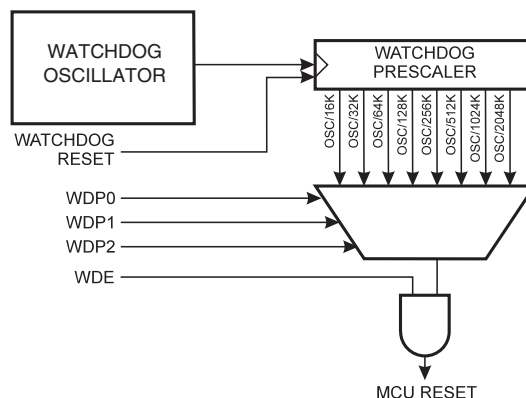 WATCHDOG
OSCILLATOR
WATCHDOG
PRESCALER
WATCHDOG
RESET
OSC/16K
OSC/32K
OSC/64K
OSC/128K
OSC/256K
OSC/512K
OSC/1024K
OSC/2048K
WDP0
WDP1
WDP2
WDE
MCU RESET